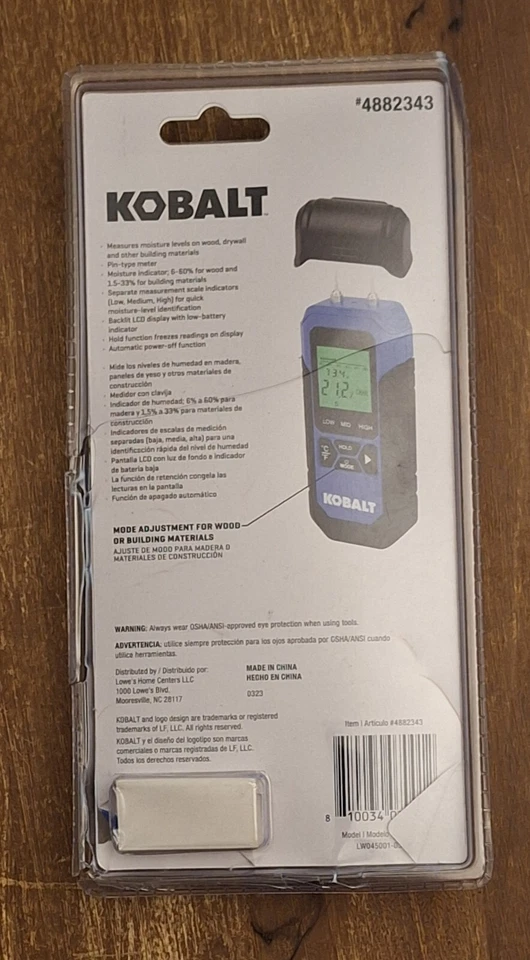 #4882343
KOBALT
· Measures moisture levels on wood, drywall
and other building materials
· Pin-type meter
· Moisture indicator; 6-60% for wood and
1.5-33% for building materials
· Separate measurement scale indicators
(Low, Medium, High) for quick
moisture-level identification
· Backlit LCD display with low-battery
indicator
· Hold function freezes readings on display
· Automatic power-off function
· Mide los niveles de humedad en madera,
paneles de yeso y otros materiales de
construcción
· Medidor con clavija
· Indicador de humedad; 6% a 60% para
madera y 1,5% a 33% para materiales de
construcción
· Indicadores de escalas de medición
separadas (baja, media, alta) para una
identificación rápida del nivel de humedad
· Pantalla LCD con luz de fondo e indicador
de batería baja
· La función de retención congela las
lecturas en la pantalla
· Función de apagado automático
LOW MED HIGH
°C
°F
HOLD
MODE
KOBALT
MODE ADJUSTMENT FOR WOOD
OR BUILDING MATERIALS
AJUSTE DE MODO PARA MADERA O
MATERIALES DE CONSTRUCCIÓN
WARNING: Always wear OSHA/ANSI-approved eye protection when using tools.
ADVERTENCIA: utilice siempre protección para los ojos aprobada por OSHA/ANSI cuando
utilice herramientas.
Distributed by / Distribuido por:
Lowe's Home Centers LLC
1000 Lowe's Blvd.
Mooresville, NC 28117
MADE IN CHINA
HECHO EN CHINA
0323
KOBALT and logo design are trademarks or registered
trademarks of LF, LLC. All rights reserved.
KOBALT y el diseño del logotipo son marcas
comerciales o marcas registradas de LF, LLC.
Todos los derechos reservados.
Item | Artículo #4882343
8 10034
Model | Modelo
LW045001-